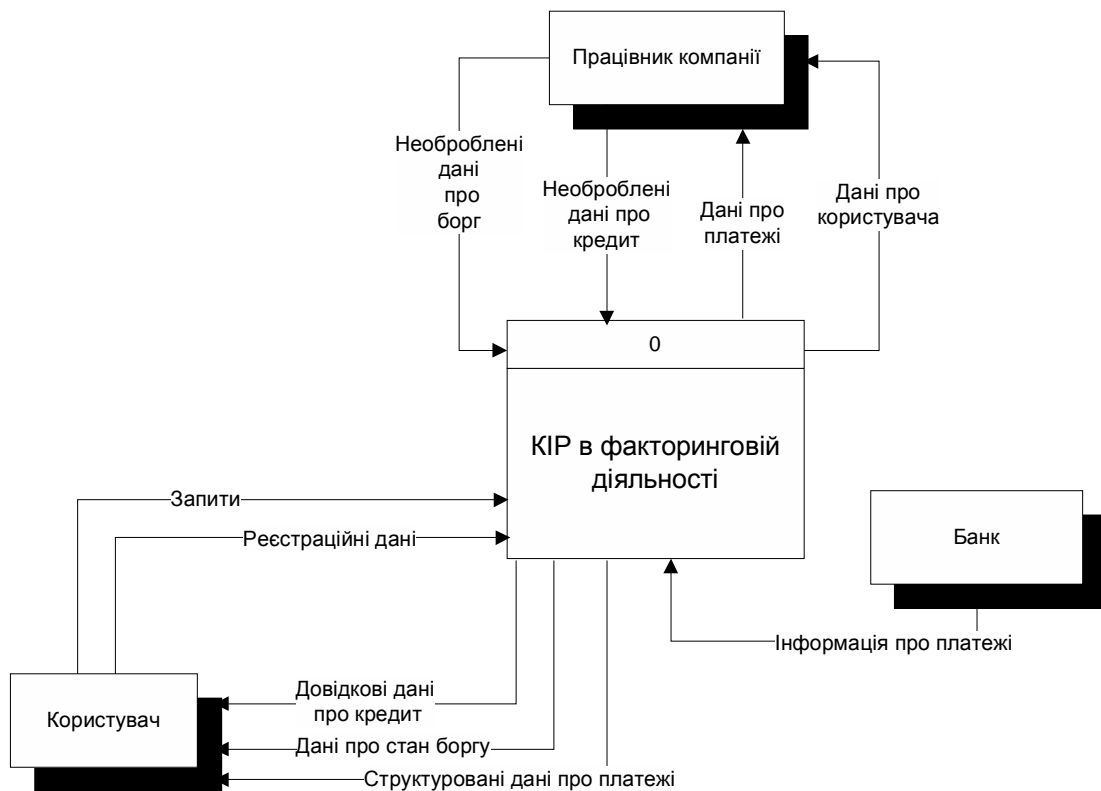 Працівник компанії
Необроблені
дані
про
борг
Необроблені
дані про
кредит
Дані про
платежі
Дані про
користувача
0
КІР в факторинговій
діяльності
Запити
Реєстраційні дані
Банк
Інформація про платежі
Користувач
Довідкові дані
про кредит
Дані про стан боргу
Структуровані дані про платежі